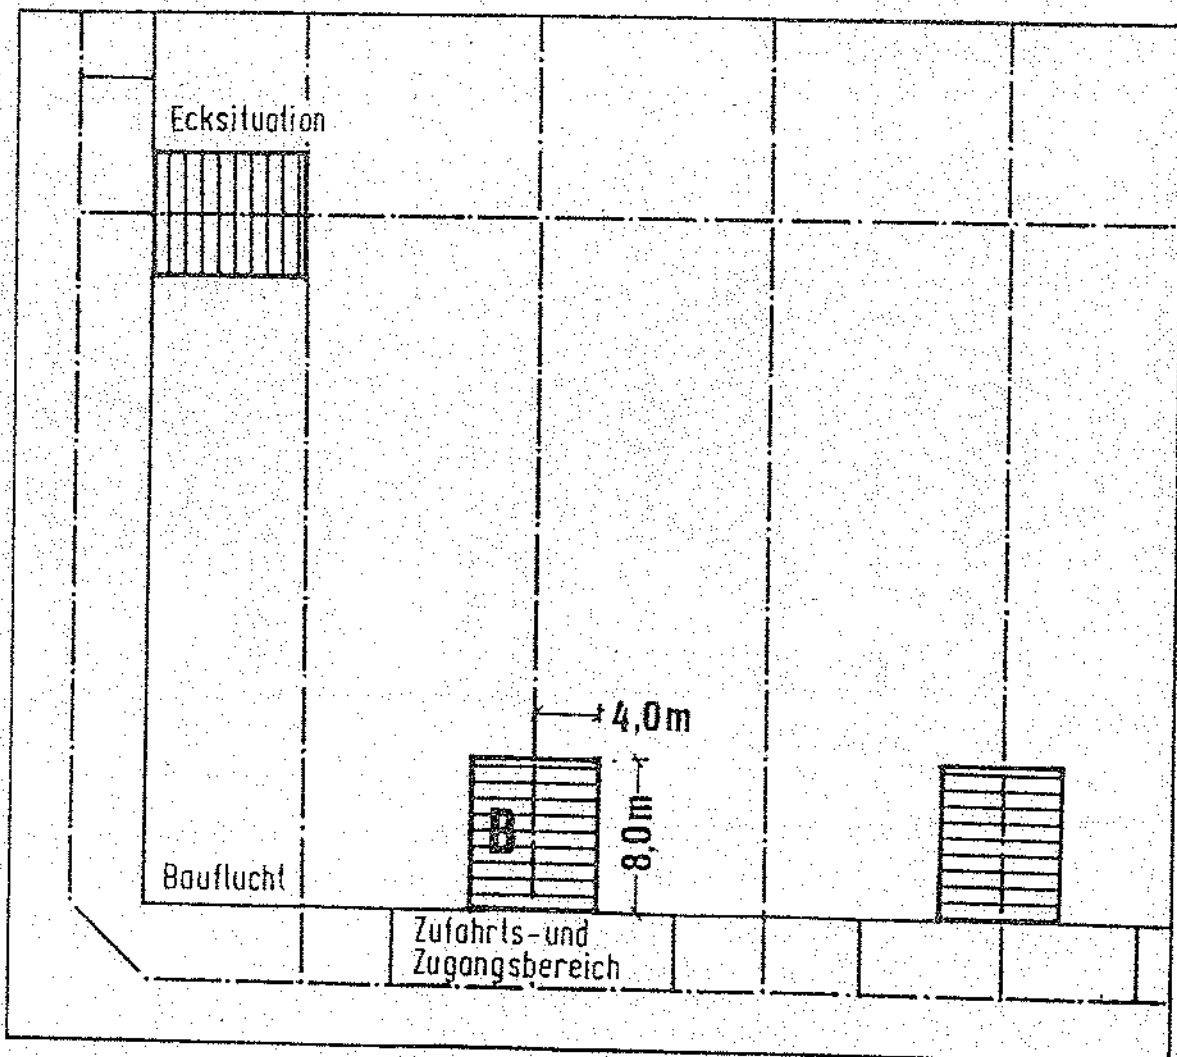 Ecksituation
4,0m
8,0m
B
Bauflucht
Zufahrts-und
Zugangsbereich